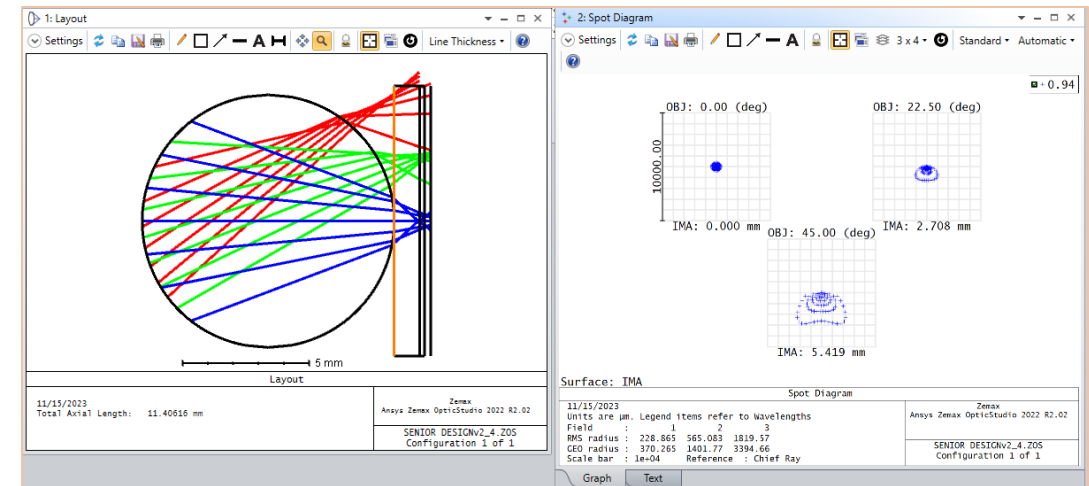 1: Layout
Settings
Line Thickness
5 mm
Layout
11/15/2023
Total Axial Length: 11.40616 mm
Zemax
Ansys Zemax OpticStudio 2022 R2.02
SENIOR DESIGNv2_4.ZOS
Configuration 1 of 1
2: Spot Diagram
Settings
3 x 4
Standard
Automatic
0.94
OBJ: 0.00 (deg)
OBJ: 22.50 (deg)
10000.00
IMA: 0.000 mm
IMA: 2.708 mm
OBJ: 45.00 (deg)
IMA: 5.419 mm
Surface: IMA
Spot Diagram
11/15/2023
Units are µm. Legend items refer to Wavelengths
Field : 1 2 3
RMS radius : 228.865 565.083 1819.57
GEO radius : 370.265 1401.77 3394.66
Scale bar : 1e+04 Reference : Chief Ray
Zemax
Ansys Zemax OpticStudio 2022 R2.02
SENIOR DESIGNv2_4.ZOS
Configuration 1 of 1
Graph Text